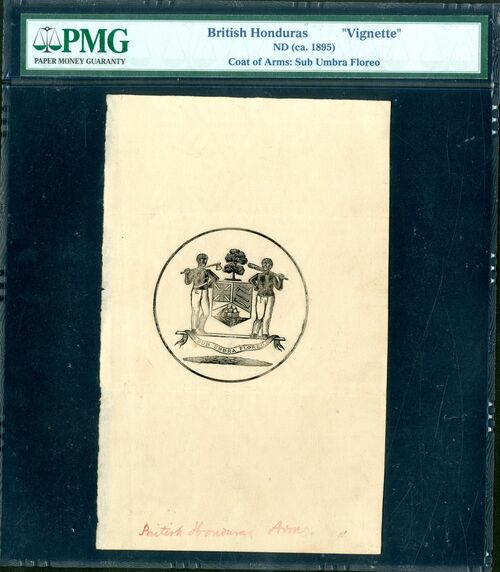 PMG
PAPER MONEY GUARANTY
British Honduras "Vignette"
ND (ca. 1895)
Coat of Arms: Sub Umbra Floreo
SUB UMBRA FLOREO
British Honduras Arms